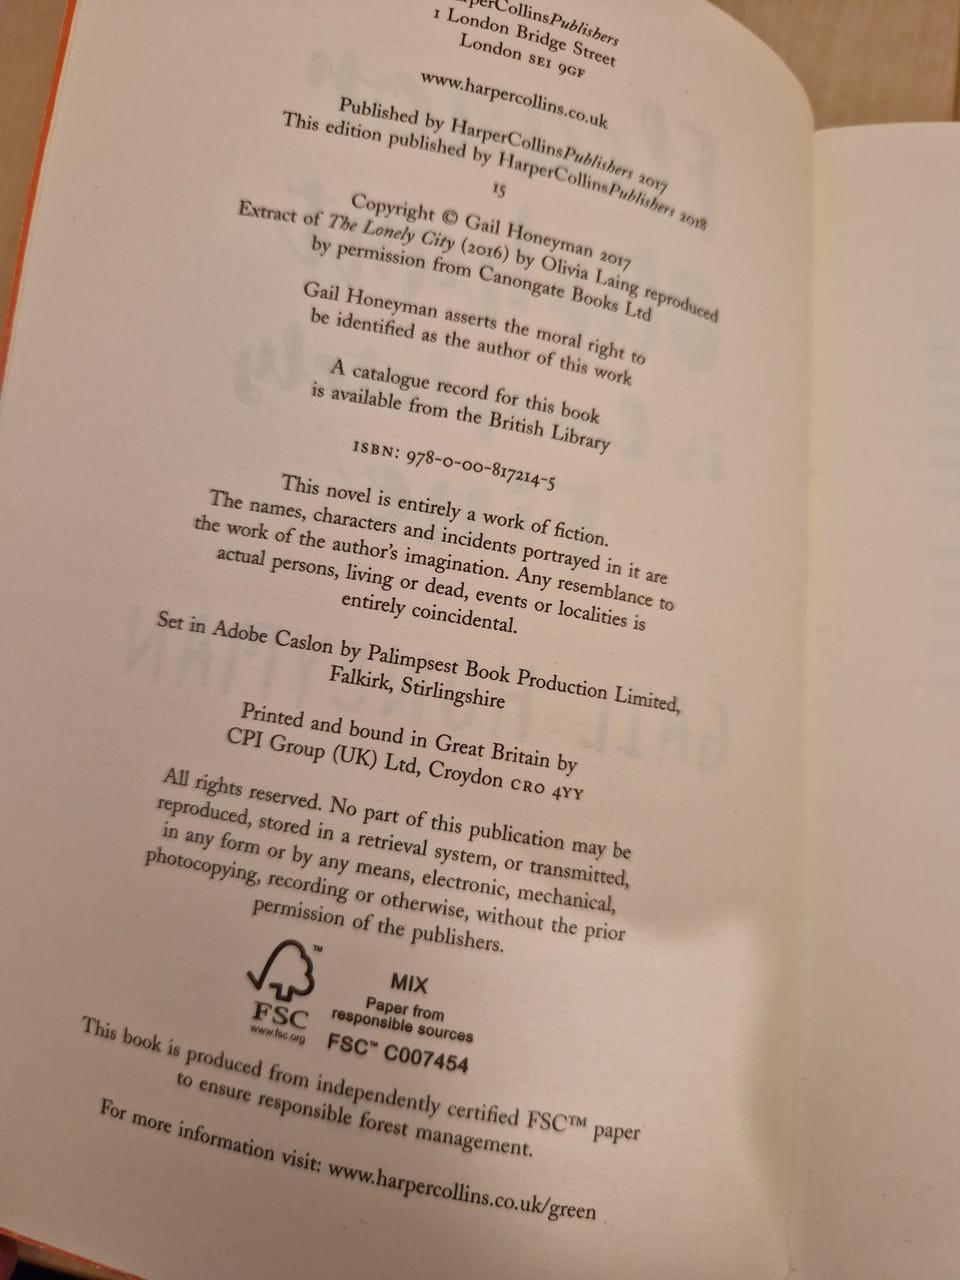 HarperCollinsPublishers
1 London Bridge Street
London SE1 9GF
www.harpercollins.co.uk
Published by HarperCollinsPublishers 2017
This edition published by HarperCollinsPublishers 2018
15
Copyright © Gail Honeyman 2017
Extract of The Lonely City (2016) by Olivia Laing reproduced
by permission from Canongate Books Ltd
Gail Honeyman asserts the moral right to
be identified as the author of this work
A catalogue record for this book
is available from the British Library
ISBN: 978-0-00-817214-5
This novel is entirely a work of fiction.
The names, characters and incidents portrayed in it are
the work of the author's imagination. Any resemblance to
actual persons, living or dead, events or localities is
entirely coincidental.
Set in Adobe Caslon by Palimpsest Book Production Limited,
Falkirk, Stirlingshire
Printed and bound in Great Britain by
CPI Group (UK) Ltd, Croydon CR0 4YY
All rights reserved. No part of this publication may be
reproduced, stored in a retrieval system, or transmitted,
in any form or by any means, electronic, mechanical,
photocopying, recording or otherwise, without the prior
permission of the publishers.
™
FSC
www.fsc.org
MIX
Paper from
responsible sources
FSC™ C007454
This book is produced from independently certified FSC™ paper
to ensure responsible forest management.
For more information visit: www.harpercollins.co.uk/green